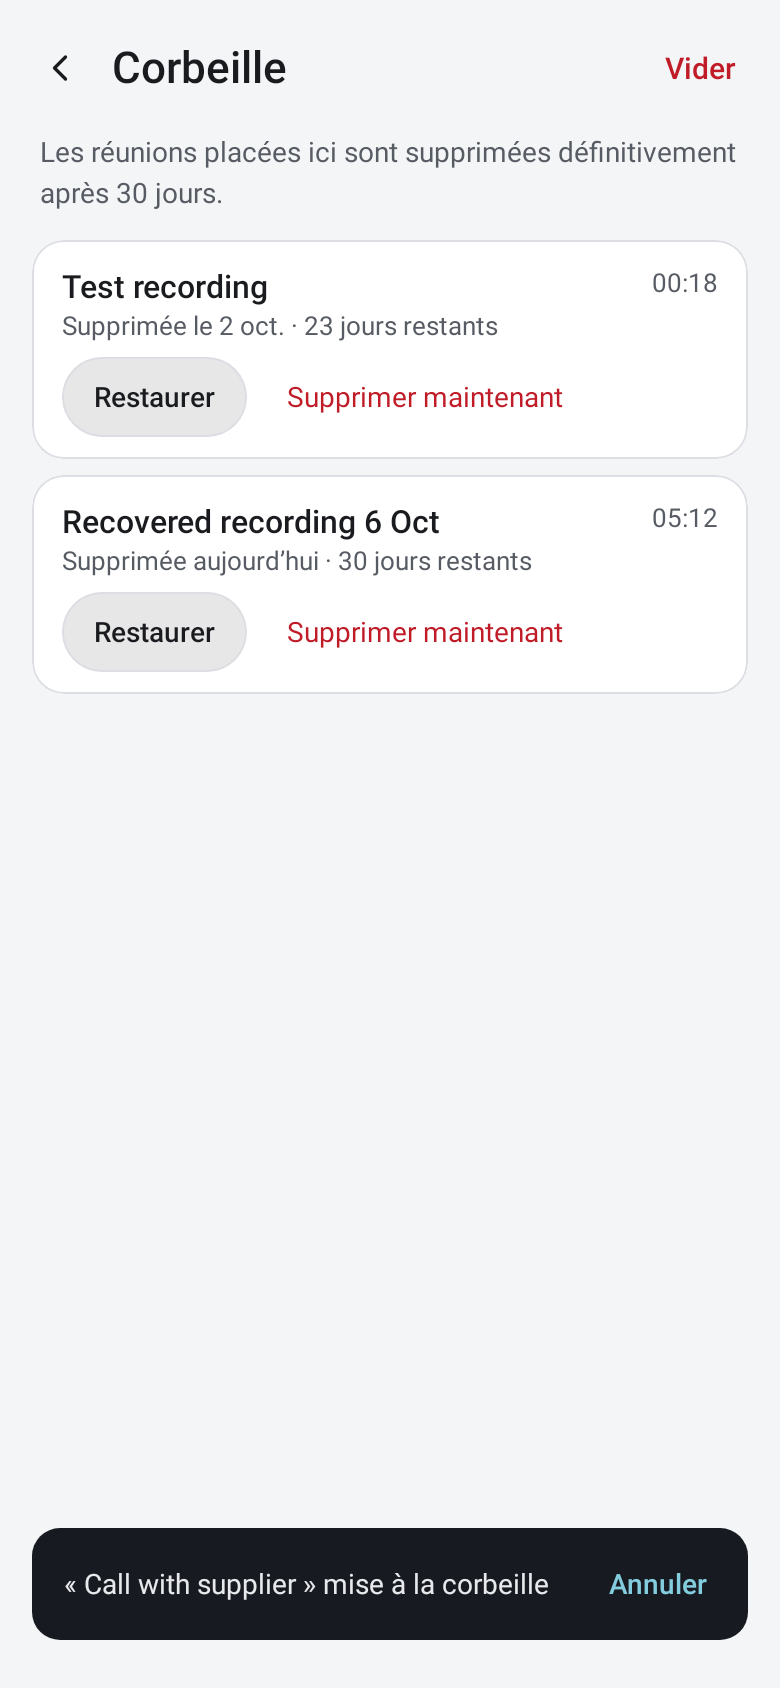 Corbeille
Vider
Les réunions placées ici sont supprimées définitivement
après 30 jours.
Test recording
00:18
Supprimée le 2 oct. · 23 jours restants
Restaurer
Supprimer maintenant
Recovered recording 6 Oct
05:12
Supprimée aujourd’hui · 30 jours restants
Restaurer
Supprimer maintenant
« Call with supplier » mise à la corbeille
Annuler